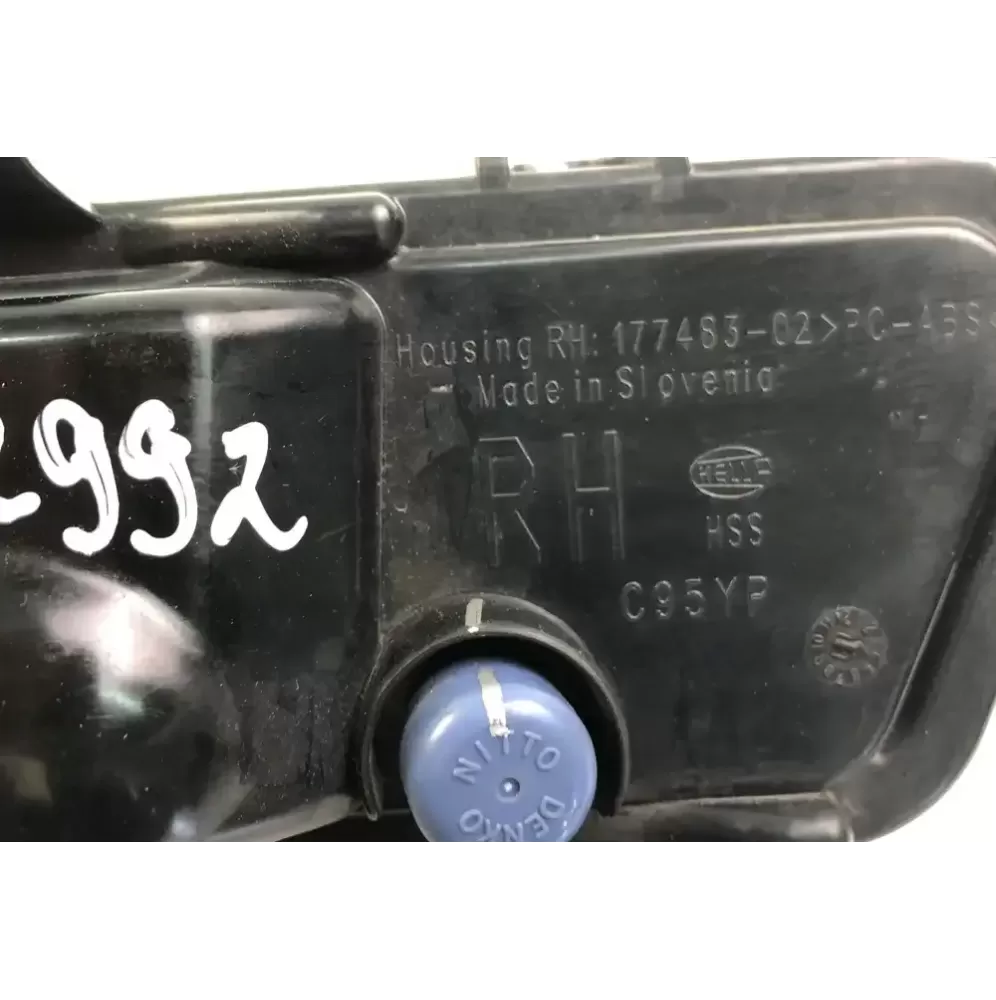 Housing RH: 177483-02 >PC-ABS<
Made in Slovenia
992
RH
HELLA
HSS
C95YP
NITTO
DENKO